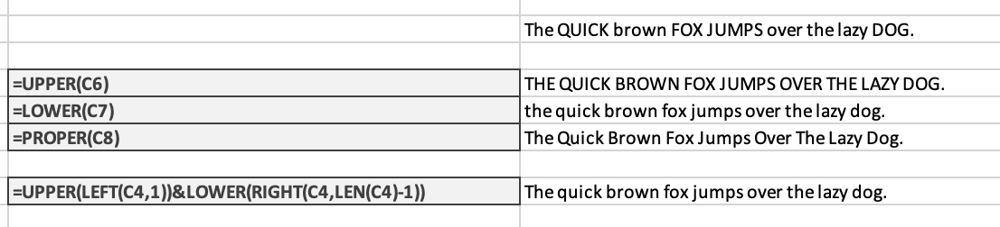 The QUICK brown FOX JUMPS over the lazy DOG.
=UPPER(C6) THE QUICK BROWN FOX JUMPS OVER THE LAZY DOG.
=LOWER(C7) the quick brown fox jumps over the lazy dog.
=PROPER(C8) The Quick Brown Fox Jumps Over The Lazy Dog.
=UPPER(LEFT(C4,1))&LOWER(RIGHT(C4,LEN(C4)-1)) The quick brown fox jumps over the lazy dog.